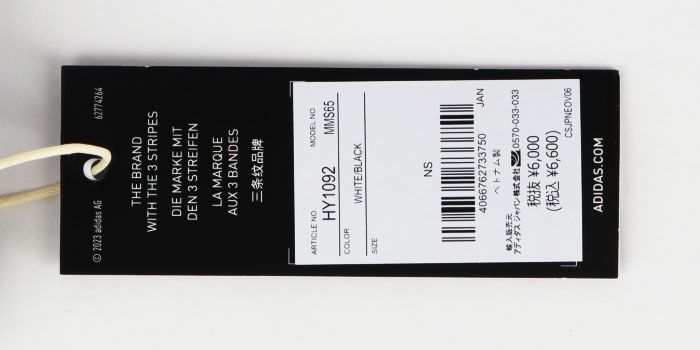 62774264
© 2023 adidas AG
THE BRAND
WITH THE 3 STRIPES
DIE MARKE MIT
DEN 3 STREIFEN
LA MARQUE
AUX 3 BANDES
三条纹品牌
ARTICLE NO.
MODEL NO.
HY1092
MMS65
COLOR
WHITE/BLACK
SIZE
NS
JAN
4066762733750
ベトナム製
輸入販売元
アディダス ジャパン株式会社 0570-033-033
税抜 ¥6,000
(税込 ¥6,600)
CSJPNEOV06
ADIDAS.COM